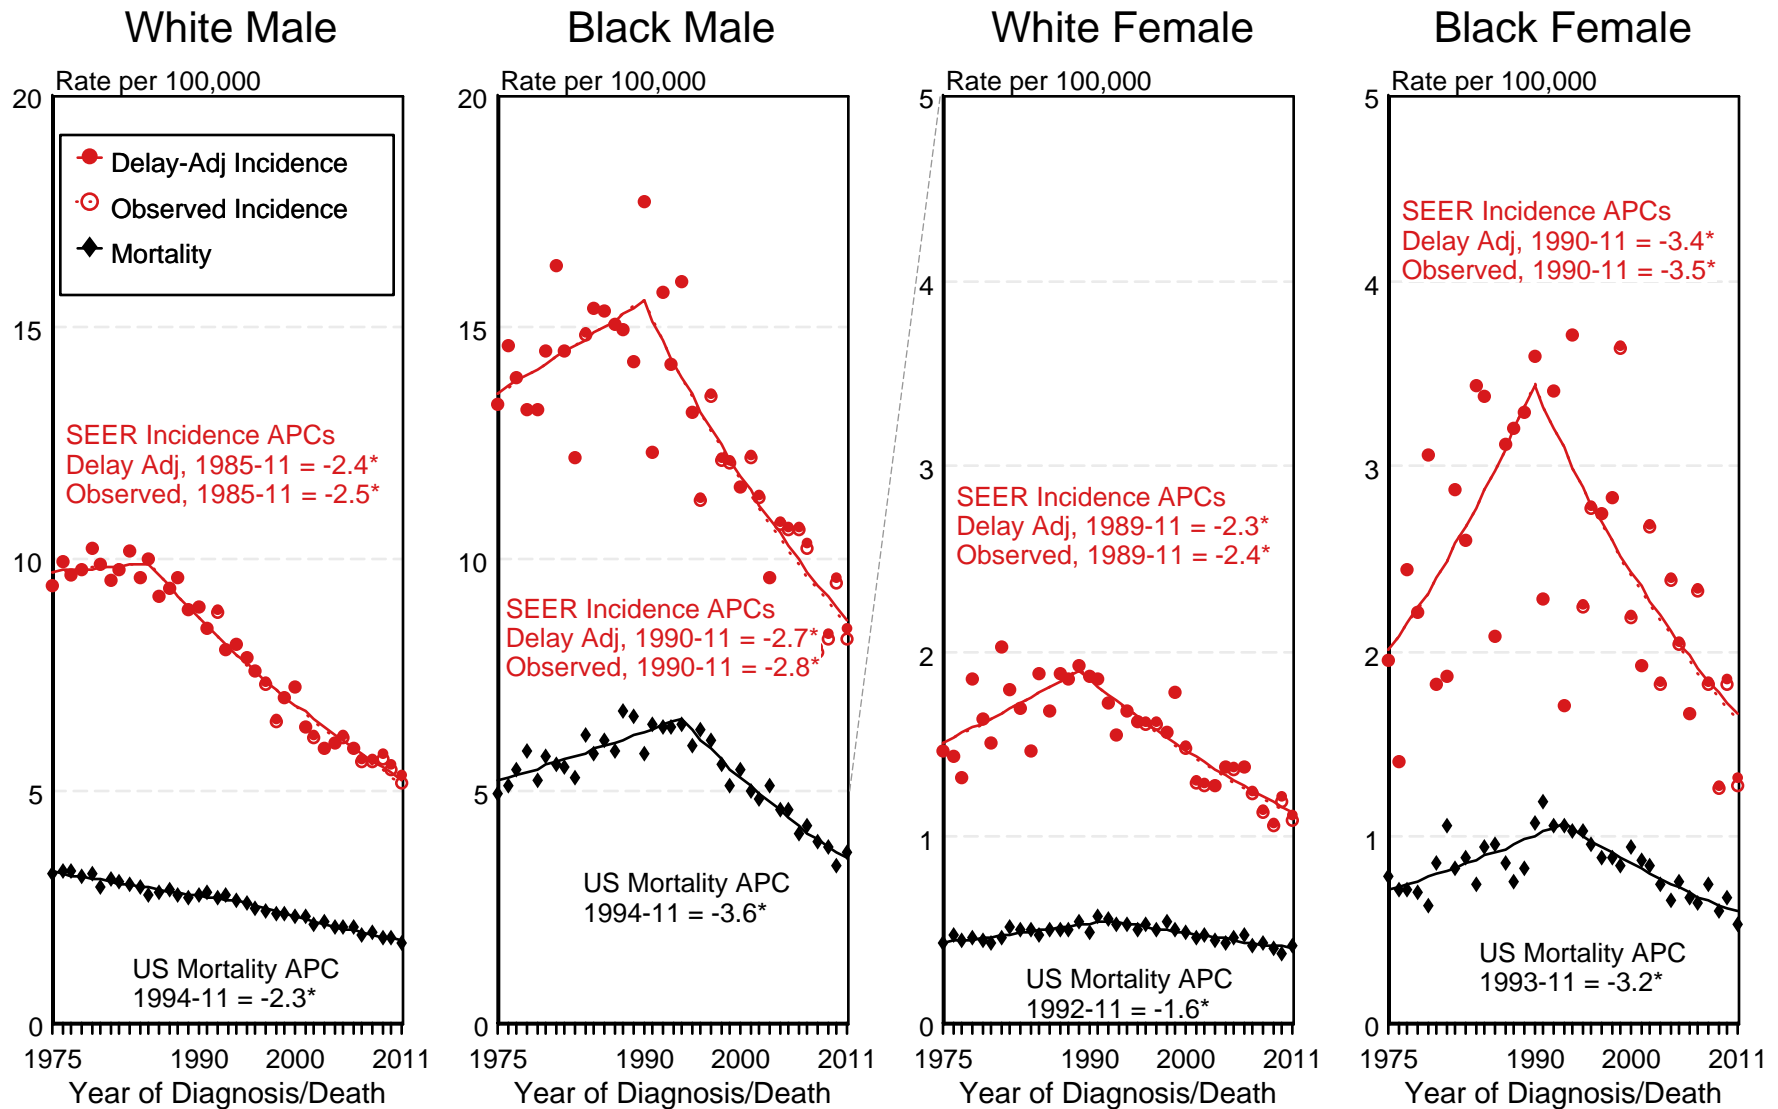 White Male
Rate per 100,000
20
15
10
5
0
Delay-Adj Incidence
Observed Incidence
Mortality
SEER Incidence APCs
Delay Adj, 1985-11 = -2.4*
Observed, 1985-11 = -2.5*
US Mortality APC
1994-11 = -2.3*
1975 1990 2000 2011
Year of Diagnosis/Death
Black Male
Rate per 100,000
20
15
10
5
0
SEER Incidence APCs
Delay Adj, 1990-11 = -2.7*
Observed, 1990-11 = -2.8*
US Mortality APC
1994-11 = -3.6*
1975 1990 2000 2011
Year of Diagnosis/Death
White Female
Rate per 100,000
5
4
3
2
1
0
SEER Incidence APCs
Delay Adj, 1989-11 = -2.3*
Observed, 1989-11 = -2.4*
US Mortality APC
1992-11 = -1.6*
1975 1990 2000 2011
Year of Diagnosis/Death
Black Female
Rate per 100,000
5
4
3
2
1
0
SEER Incidence APCs
Delay Adj, 1990-11 = -3.4*
Observed, 1990-11 = -3.5*
US Mortality APC
1993-11 = -3.2*
1975 1990 2000 2011
Year of Diagnosis/Death